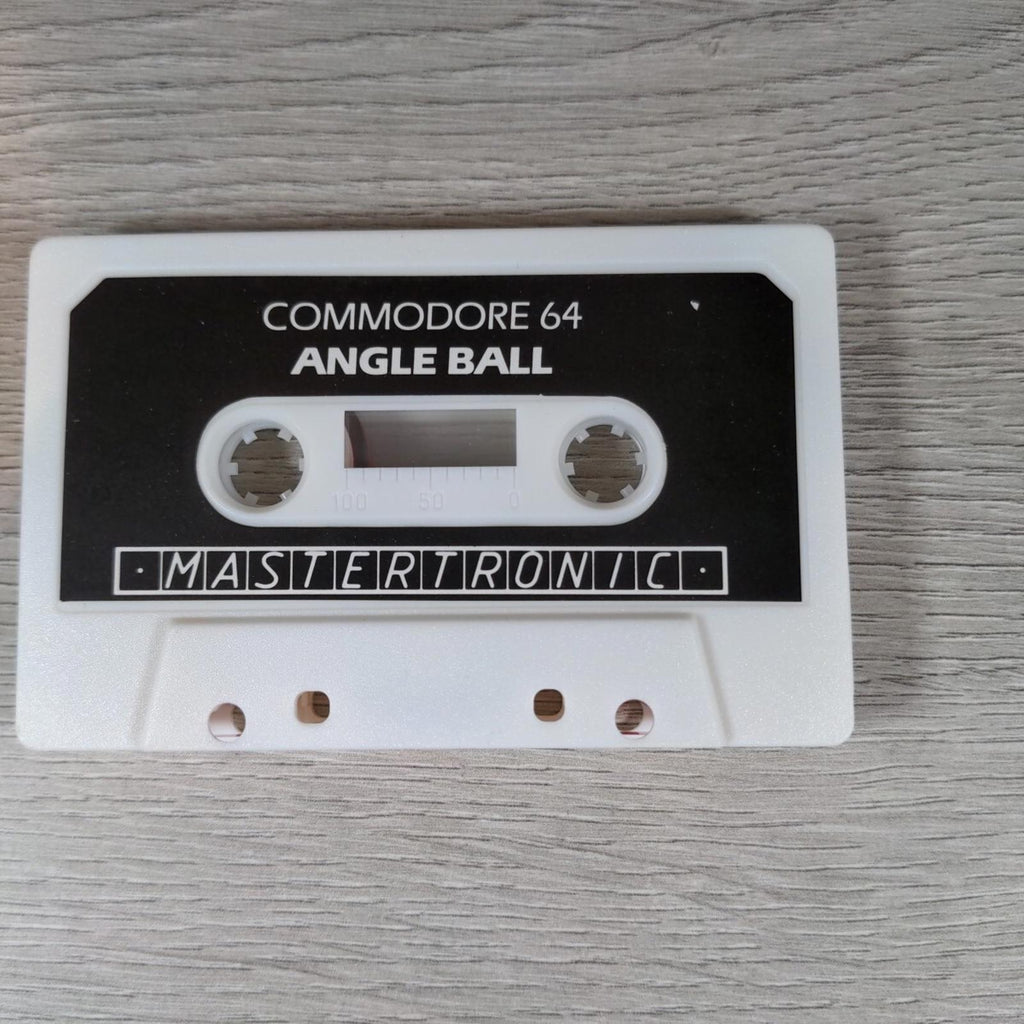 COMMODORE 64
ANGLE BALL
100 50 0
· MASTERTRONIC ·